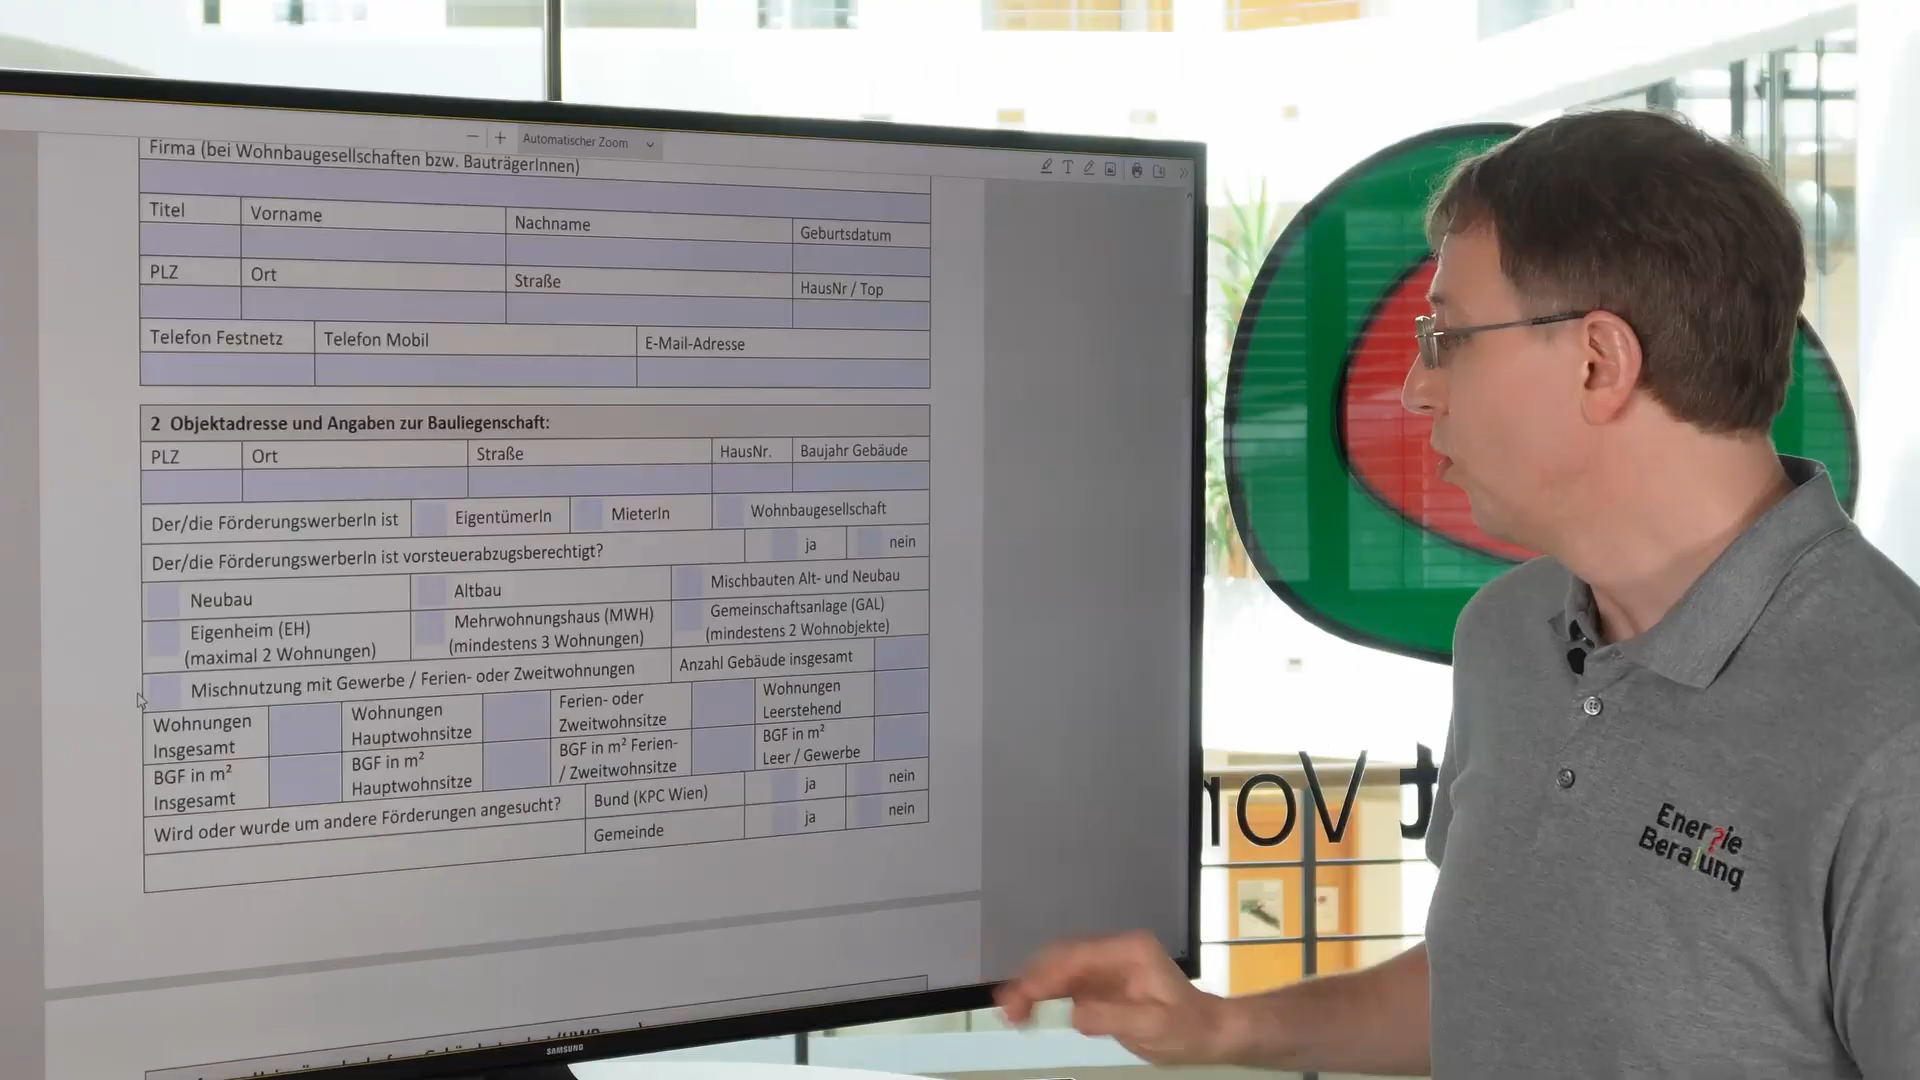 Automatischer Zoom
Firma (bei Wohnbaugesellschaften bzw. BauträgerInnen)
Titel Vorname Nachname Geburtsdatum
PLZ Ort Straße HausNr / Top
Telefon Festnetz Telefon Mobil E-Mail-Adresse
2 Objektadresse und Angaben zur Bauliegenschaft:
PLZ Ort Straße HausNr. Baujahr Gebäude
Der/die FörderungswerberIn ist EigentümerIn MieterIn Wohnbaugesellschaft
Der/die FörderungswerberIn ist vorsteuerabzugsberechtigt? ja nein
Neubau Altbau Mischbauten Alt- und Neubau
Eigenheim (EH) Mehrwohnungshaus (MWH) Gemeinschaftsanlage (GAL)
(maximal 2 Wohnungen) (mindestens 3 Wohnungen) (mindestens 2 Wohnobjekte)
Mischnutzung mit Gewerbe / Ferien- oder Zweitwohnungen Anzahl Gebäude insgesamt
Wohnungen Wohnungen Ferien- oder Wohnungen
Insgesamt Hauptwohnsitze Zweitwohnsitze Leerstehend
BGF in m² BGF in m² BGF in m² Ferien- BGF in m²
Insgesamt Hauptwohnsitze / Zweitwohnsitze Leer / Gewerbe
Wird oder wurde um andere Förderungen angesucht? Bund (KPC Wien) ja nein
Gemeinde ja nein
SAMSUNG
Ener?ie
Bera!ung